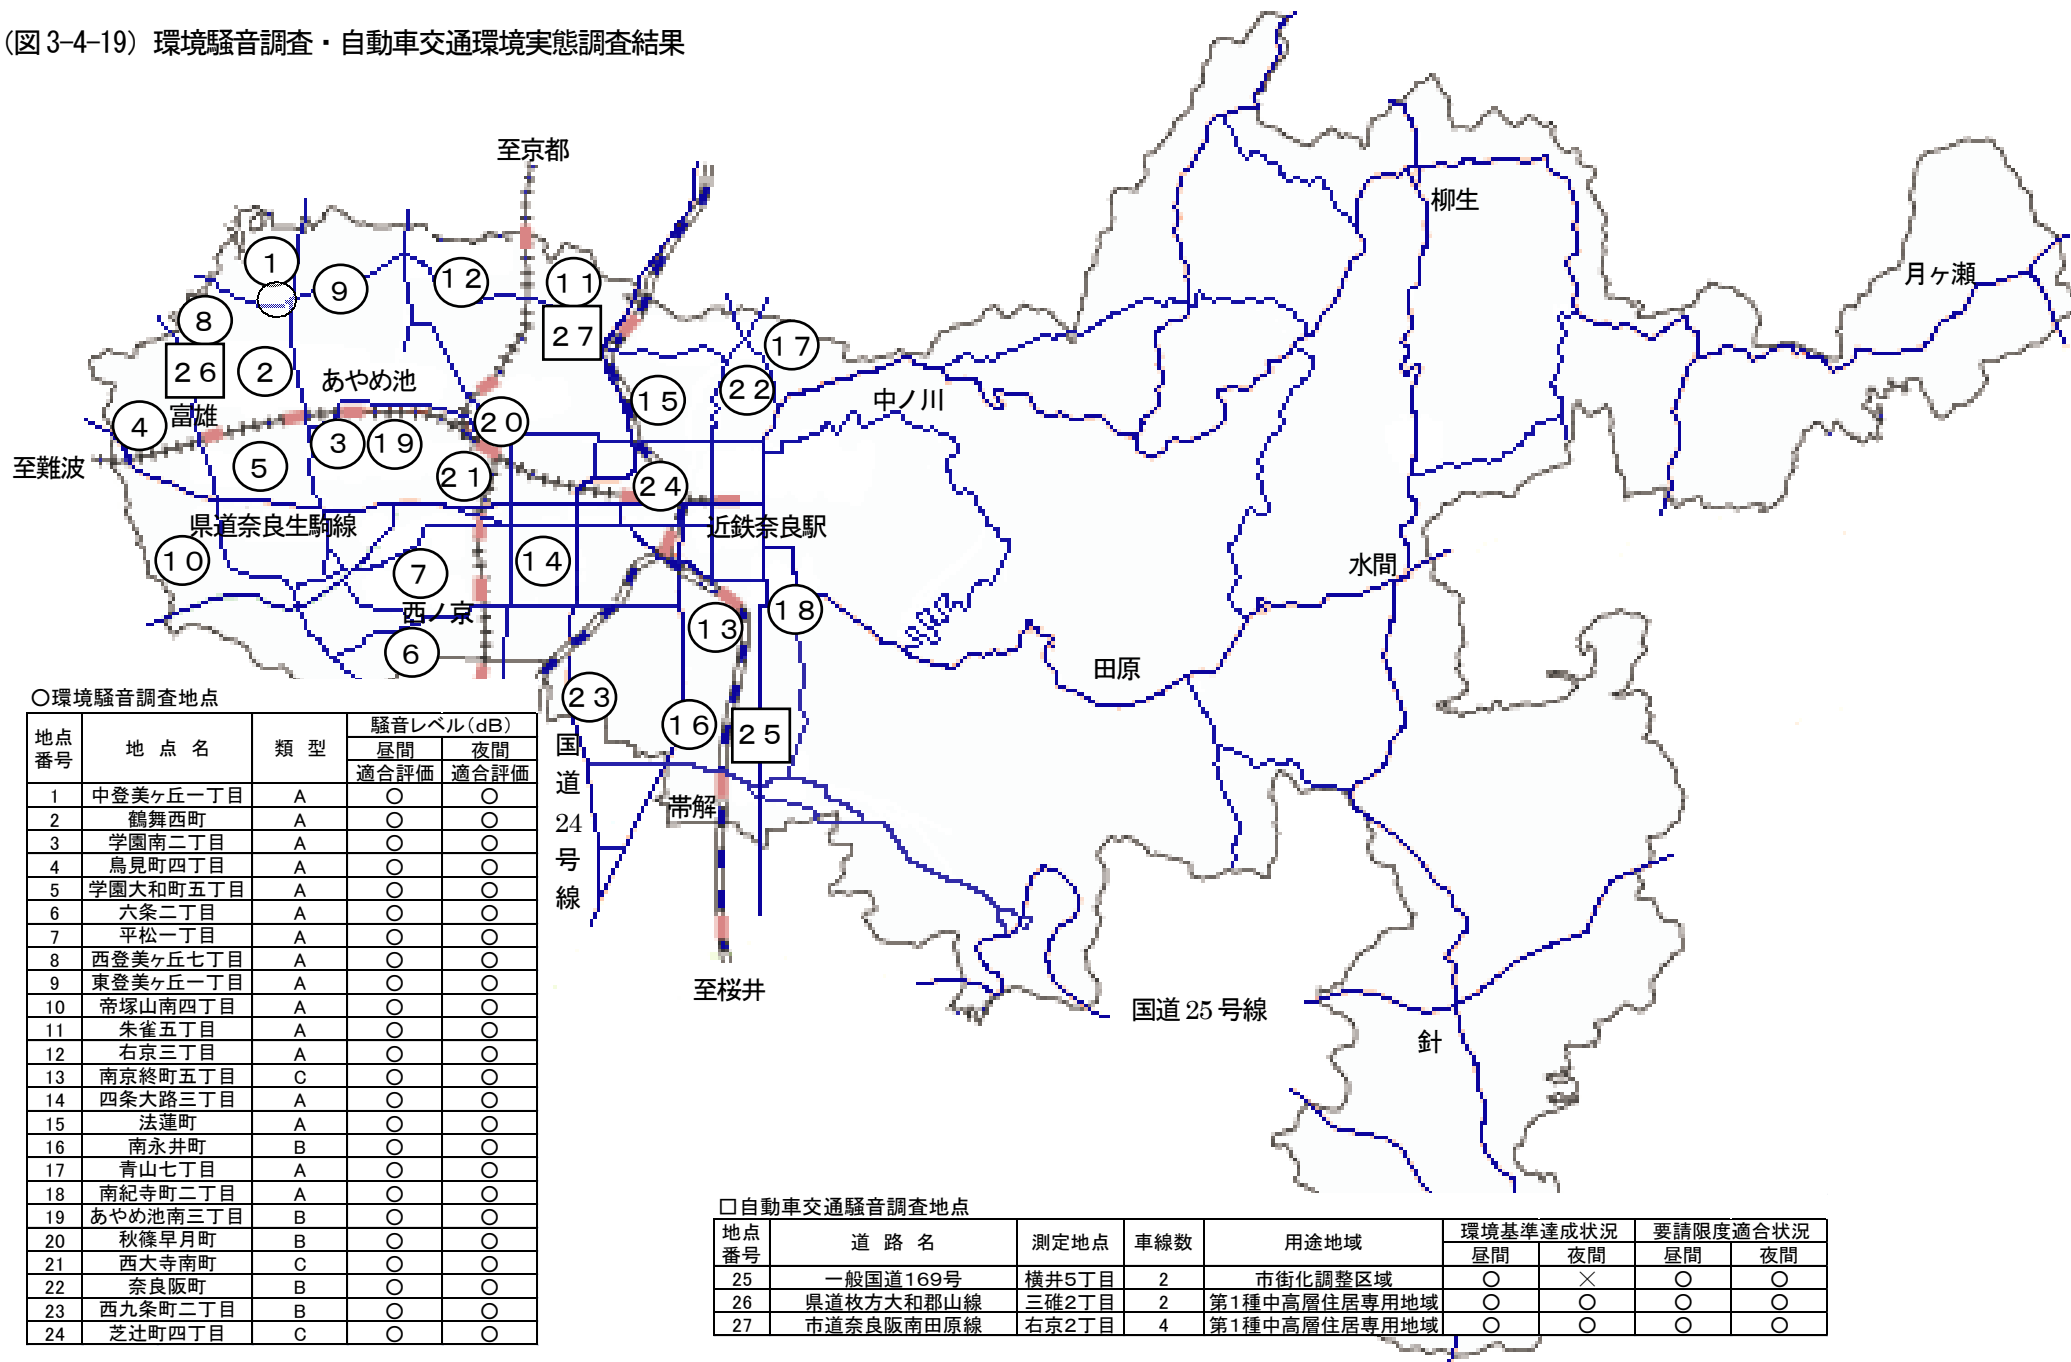 (図3-4-19) 環境騒音調査・自動車交通環境実態調査結果
至京都
1
9
12
11
8
27
17
26
2
あやめ池
22
15
中ノ川
柳生
月ヶ瀬
4
富雄
3
19
20
5
至難波
21
24
県道奈良生駒線
近鉄奈良駅
10
7
14
水間
西ノ京
18
13
6
田原
23
16
25
国道24号線
帯解
至桜井
国道25号線
針
○環境騒音調査地点
地点番号 地点名 類型 騒音レベル(dB)
昼間 夜間
適合評価 適合評価
1 中登美ヶ丘一丁目 A ○ ○
2 鶴舞西町 A ○ ○
3 学園南二丁目 A ○ ○
4 鳥見町四丁目 A ○ ○
5 学園大和町五丁目 A ○ ○
6 六条二丁目 A ○ ○
7 平松一丁目 A ○ ○
8 西登美ヶ丘七丁目 A ○ ○
9 東登美ヶ丘一丁目 A ○ ○
10 帝塚山南四丁目 A ○ ○
11 朱雀五丁目 A ○ ○
12 右京三丁目 A ○ ○
13 南京終町五丁目 C ○ ○
14 四条大路三丁目 A ○ ○
15 法蓮町 A ○ ○
16 南永井町 B ○ ○
17 青山七丁目 A ○ ○
18 南紀寺町二丁目 A ○ ○
19 あやめ池南三丁目 B ○ ○
20 秋篠早月町 B ○ ○
21 西大寺南町 C ○ ○
22 奈良阪町 B ○ ○
23 西九条町二丁目 B ○ ○
24 芝辻町四丁目 C ○ ○
□自動車交通騒音調査地点
地点番号 道路名 測定地点 車線数 用途地域 環境基準達成状況 要請限度適合状況
昼間 夜間 昼間 夜間
25 一般国道169号 横井5丁目 2 市街化調整区域 ○ × ○ ○
26 県道枚方大和郡山線 三碓2丁目 2 第1種中高層住居専用地域 ○ ○ ○ ○
27 市道奈良阪南田原線 右京2丁目 4 第1種中高層住居専用地域 ○ ○ ○ ○